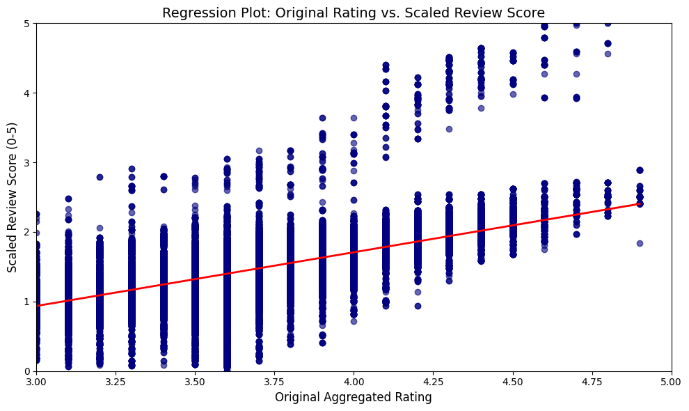 Regression Plot: Original Rating vs. Scaled Review Score
Scaled Review Score (0-5)
5
4
3
2
1
0
3.00 3.25 3.50 3.75 4.00 4.25 4.50 4.75 5.00
Original Aggregated Rating